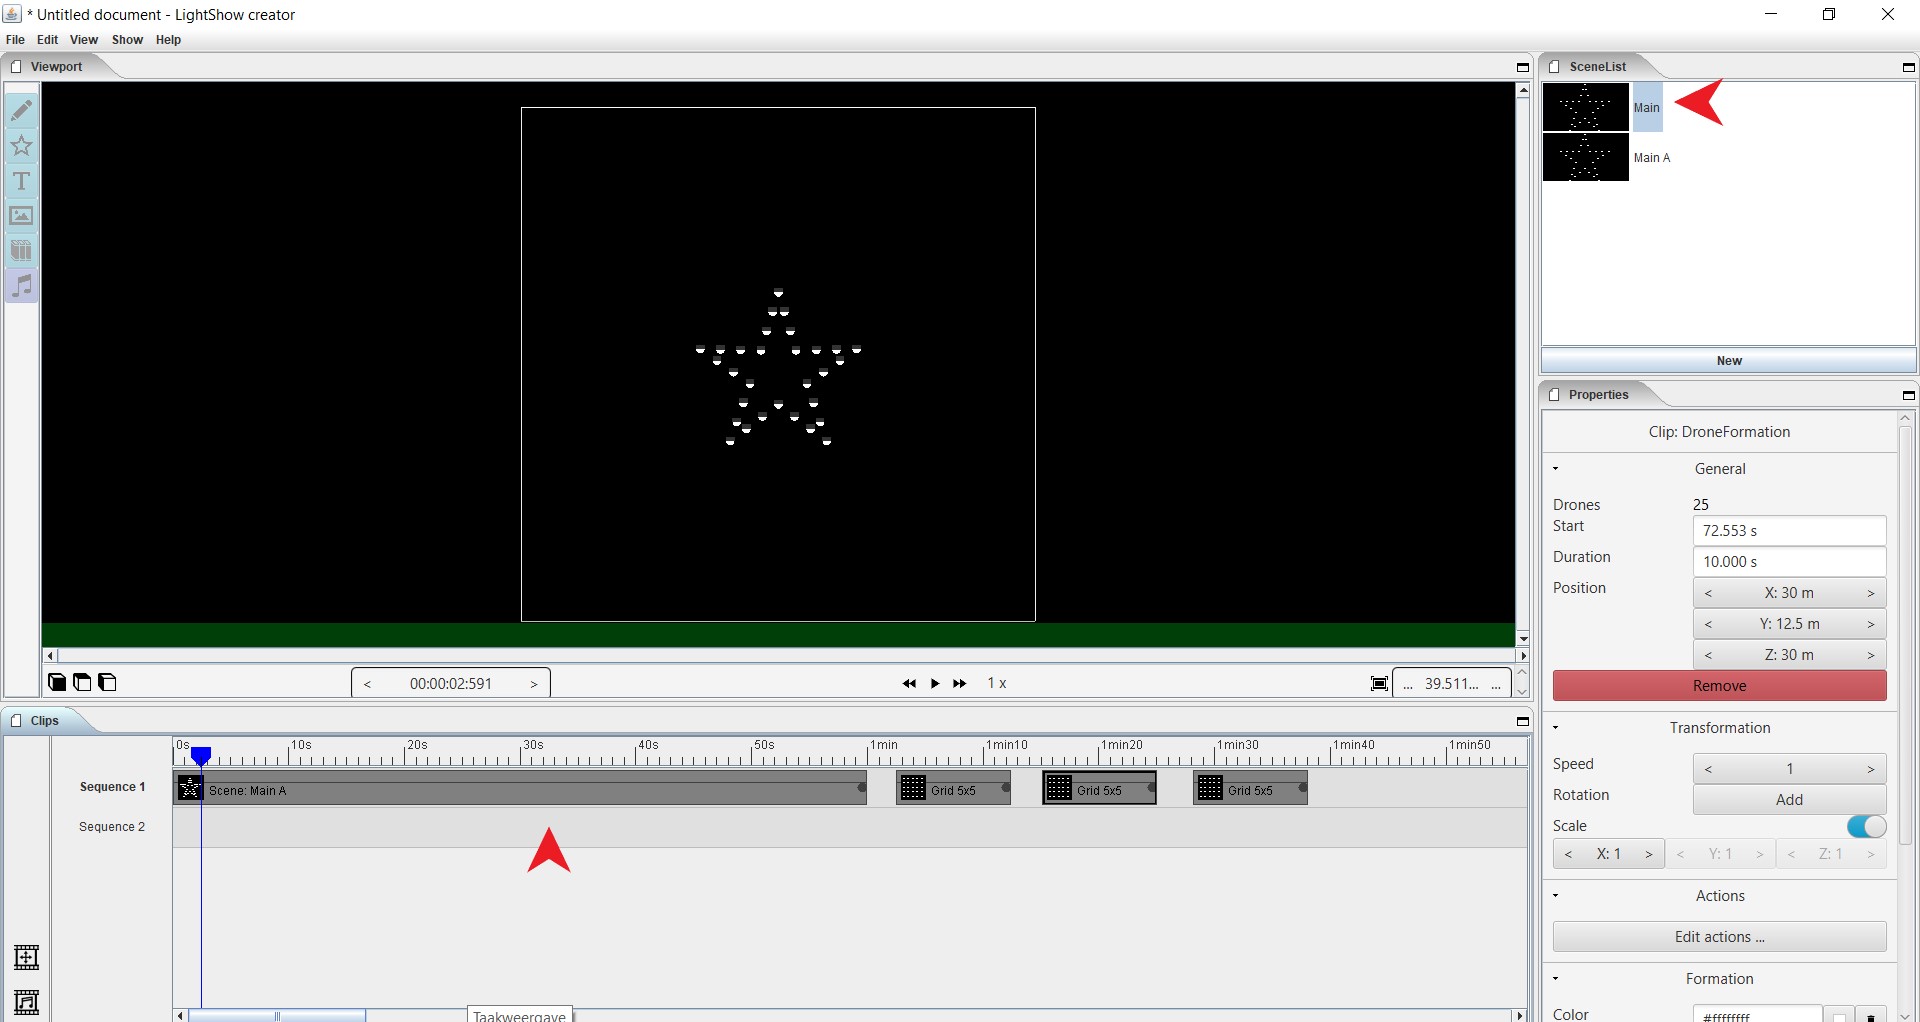 * Untitled document - LightShow creator
File Edit View Show Help
Viewport
SceneList
Main
Main A
New
T
< 00:00:02:591 >
1 x
... 39.511... ...
Properties
Clip: DroneFormation
General
Drones 25
Start 72.553 s
Duration 10.000 s
Position < X: 30 m >
< Y: 12.5 m >
< Z: 30 m >
Remove
Transformation
Speed < 1 >
Rotation Add
Scale
< X: 1 > < Y: 1 > < Z: 1 >
Actions
Edit actions ...
Formation
Color #ffffffff
Clips
0s 10s 20s 30s 40s 50s 1min 1min10 1min20 1min30 1min40 1min50
Sequence 1 Scene: Main A Grid 5x5 Grid 5x5 Grid 5x5
Sequence 2
Taakweergave